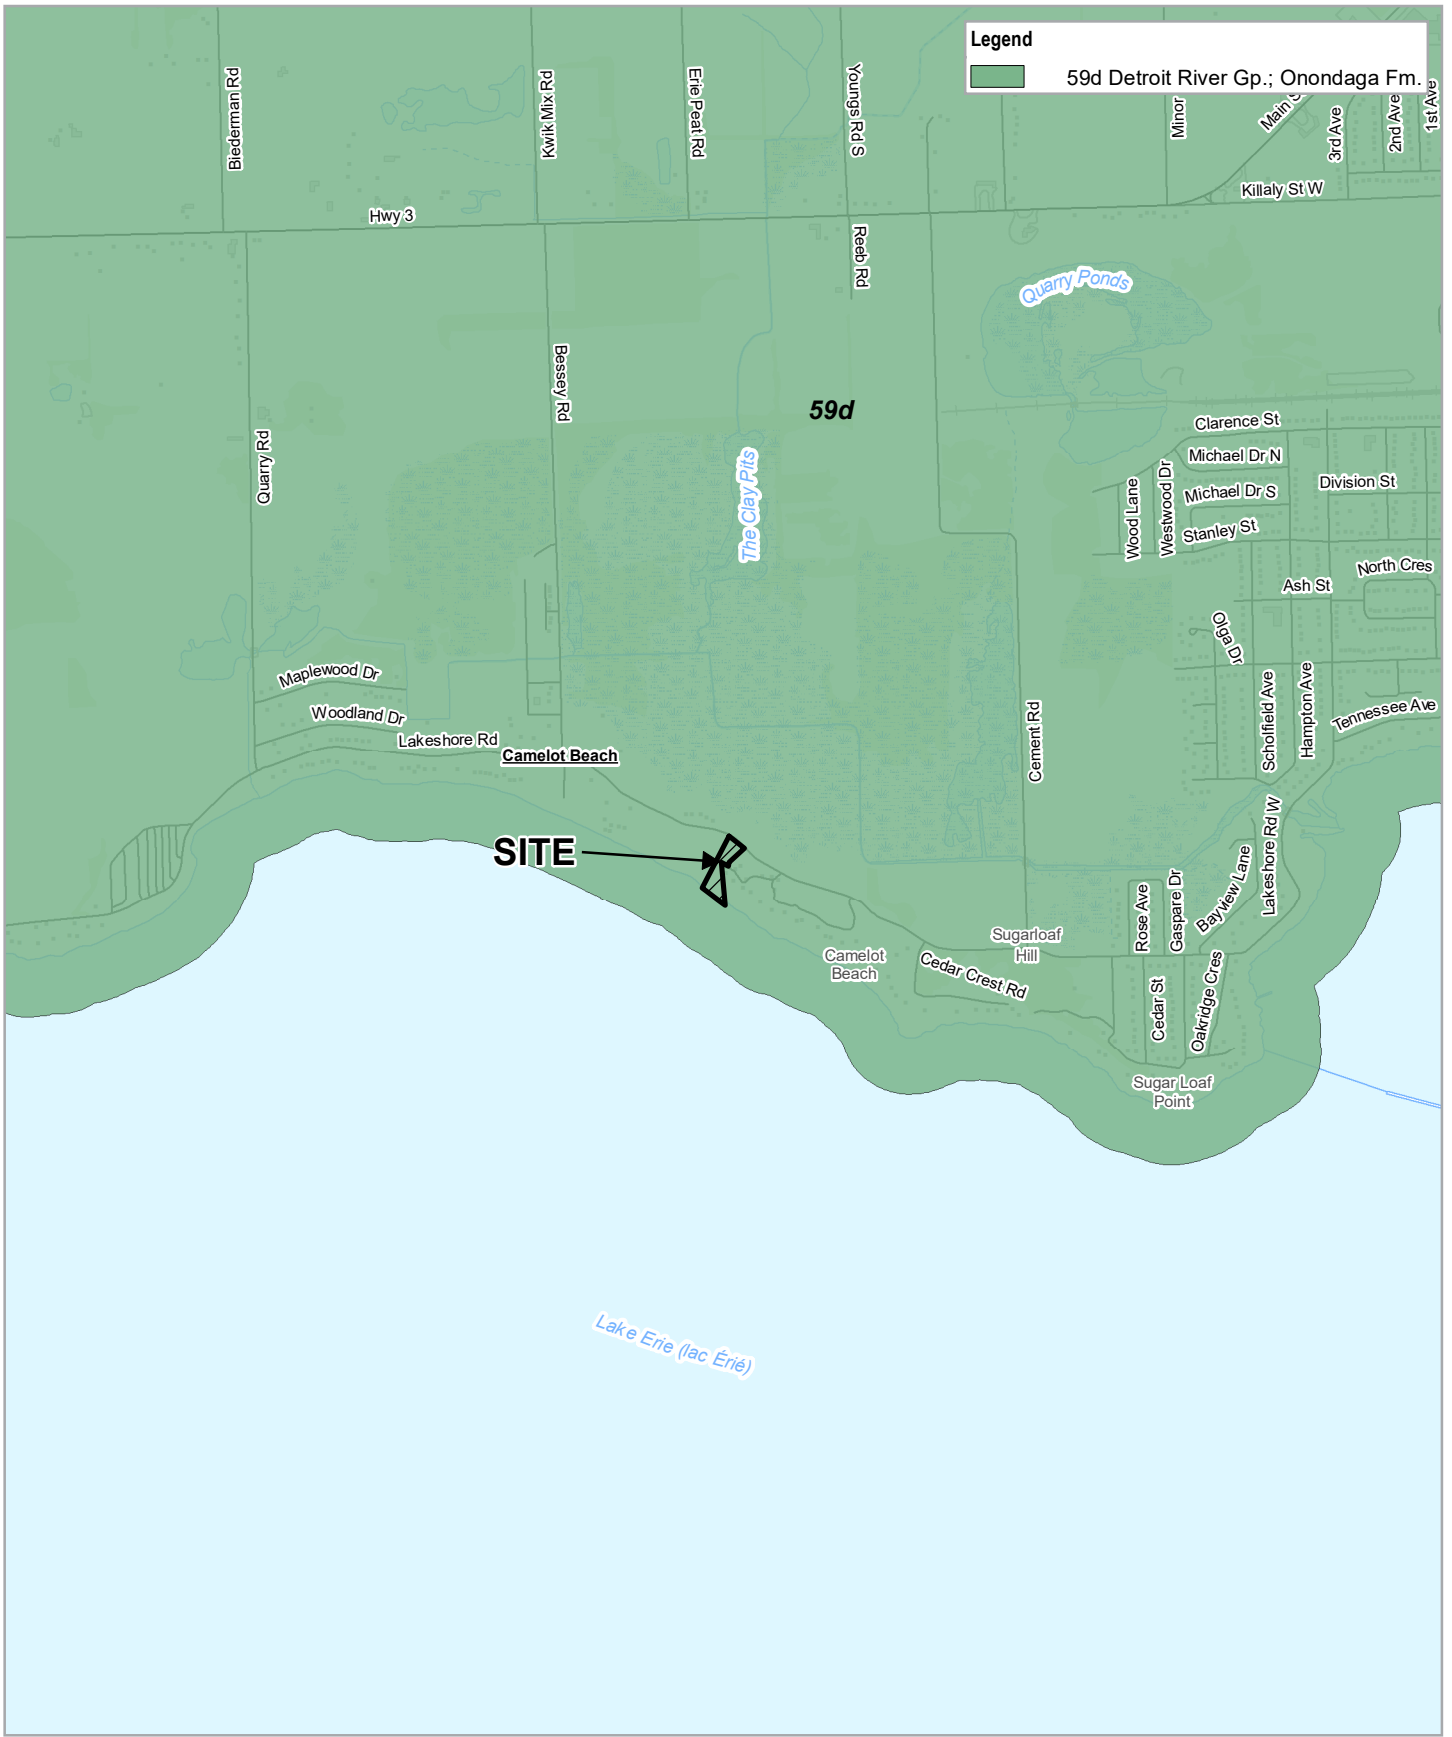 Legend
59d Detroit River Gp.; Onondaga Fm.
Biederman Rd
Kwik Mix Rd
Erie Peat Rd
Youngs Rd S
Minor
Main
3rd Ave
2nd Ave
1st Ave
Killaly St W
Hwy 3
Reeb Rd
Quarry Ponds
Bessey Rd
59d
Quarry Rd
The Clay Pits
Clarence St
Michael Dr N
Michael Dr S
Division St
Wood Lane
Westwood Dr
Stanley St
North Cres
Ash St
Olga Dr
Maplewood Dr
Woodland Dr
Lakeshore Rd
Camelot Beach
Cement Rd
Scholfield Ave
Hampton Ave
Tennessee Ave
SITE
Lakeshore Rd W
Bayview Lane
Rose Ave
Gaspare Dr
Sugarloaf
Hill
Camelot
Beach
Cedar Crest Rd
Cedar St
Oakridge Cres
Sugar Loaf
Point
Lake Erie (lac Érié)